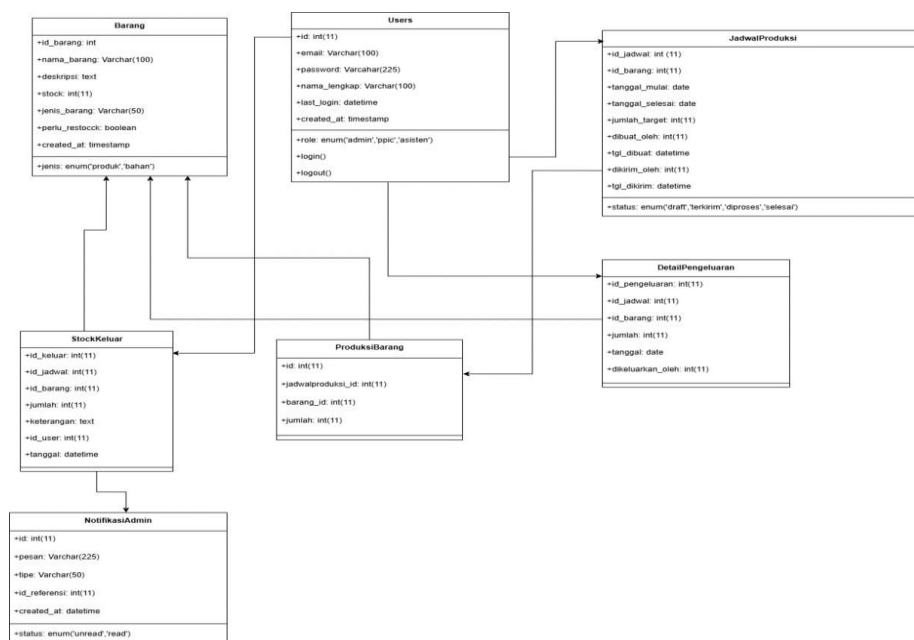 Barang
+id_barang: int
+nama_barang: Varchar(100)
+deskripsi: text
+stock: int(11)
+jenis_barang: Varchar(50)
+perlu_restocck: boolean
+created_at: timestamp
+jenis: enum('produk','bahan')
Users
+id: int(11)
+email: Varchar(100)
+password: Varcahar(225)
+nama_lengkap: Varchar(100)
+last_login: datetime
+created_at: timestamp
+role: enum('admin','ppic','asisten')
+login()
+logout()
JadwalProduksi
+id_jadwal: int (11)
+id_barang: int(11)
+tanggal_mulai: date
+tanggal_selesai: date
+jumlah_target: int(11)
+dibuat_oleh: int(11)
+tgl_dibuat: datetime
+dikirim_oleh: int(11)
+tgl_dikirim: datetime
+status: enum('draft','terkirim','diproses','selesai')
DetailPengeluaran
+id_pengeluaran: int(11)
+id_jadwal: int(11)
+id_barang: int(11)
+jumlah: int(11)
+tanggal: date
+dikeluarkan_oleh: int(11)
StockKeluar
+id_keluar: int(11)
+id_jadwal: int(11)
+id_barang: int(11)
+jumlah: int(11)
+keterangan: text
+id_user: int(11)
+tanggal: datetime
ProduksiBarang
+id: int(11)
+jadwalproduksi_id: int(11)
+barang_id: int(11)
+jumlah: int(11)
NotifikasiAdmin
+id: int(11)
+pesan: Varchar(225)
+tipe: Varchar(50)
+id_referensi: int(11)
+created_at: datetime
+status: enum('unread','read')